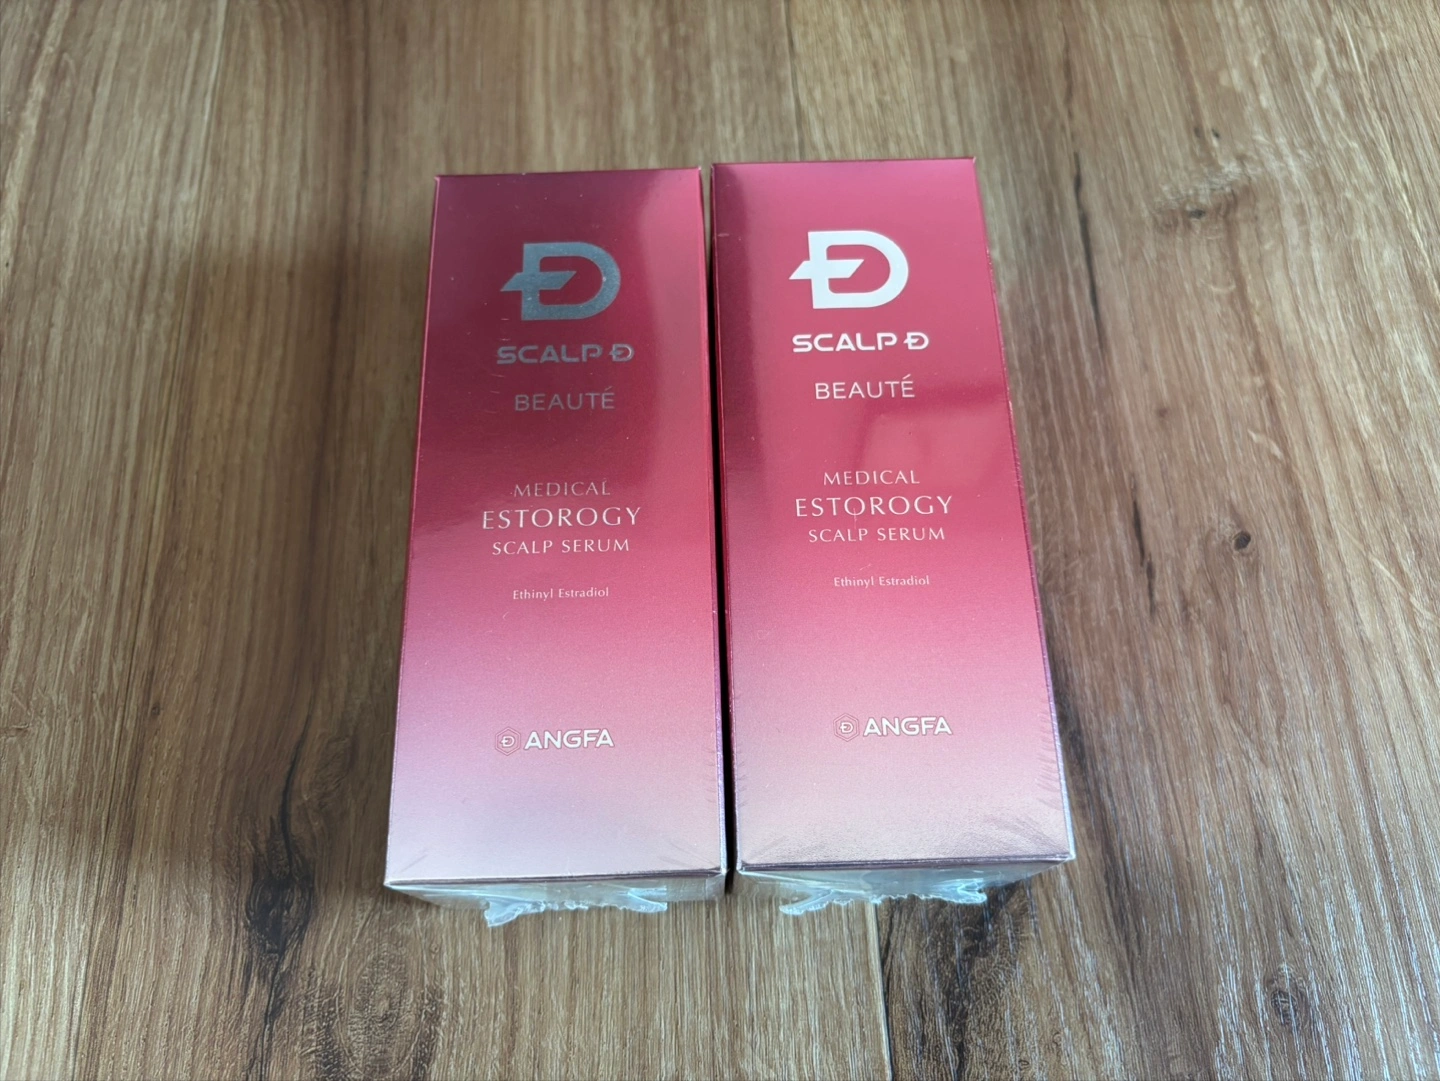 SCALP D
BEAUTÉ
MEDICAL
ESTOROGY
SCALP SERUM
Ethinyl Estradiol
ANGFA
SCALP D
BEAUTÉ
MEDICAL
ESTOROGY
SCALP SERUM
Ethinyl Estradiol
ANGFA